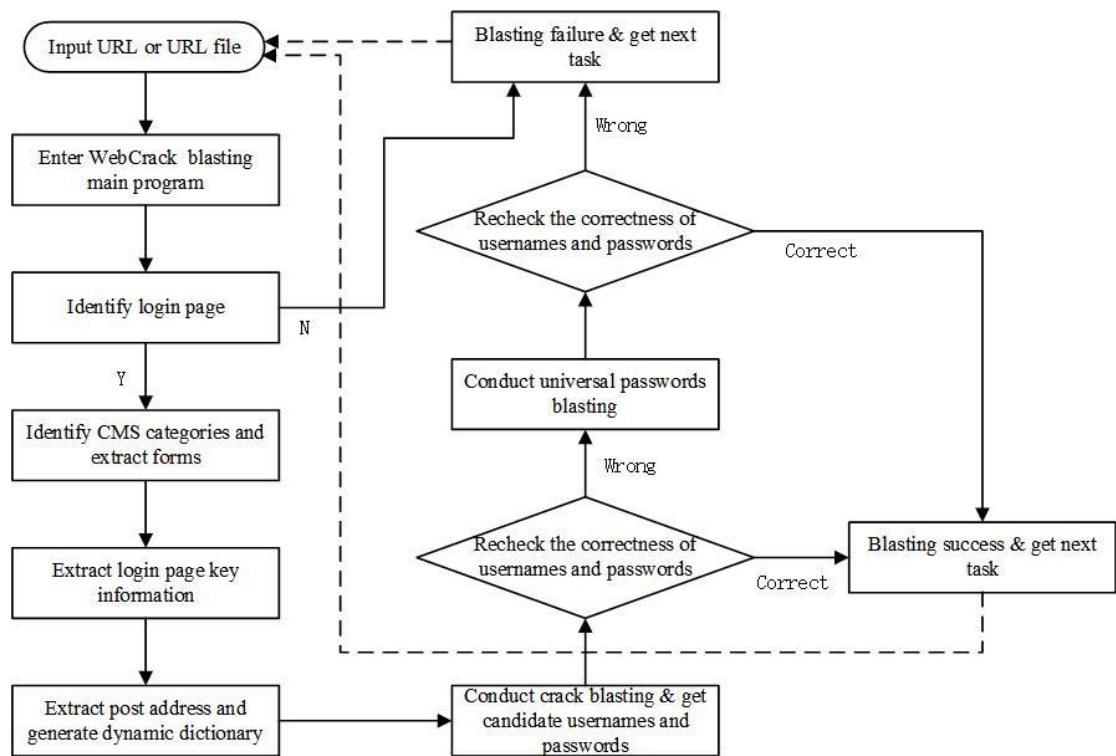 Input URL or URL file
Enter WebCrack blasting
main program
Identify login page
N
Y
Identify CMS categories and
extract forms
Extract login page key
information
Extract post address and
generate dynamic dictionary
Conduct crack blasting & get
candidate usernames and
passwords
Recheck the correctness of
usernames and passwords
Correct
Wrong
Conduct universal passwords
blasting
Recheck the correctness of
usernames and passwords
Correct
Wrong
Blasting failure & get next
task
Blasting success & get next
task